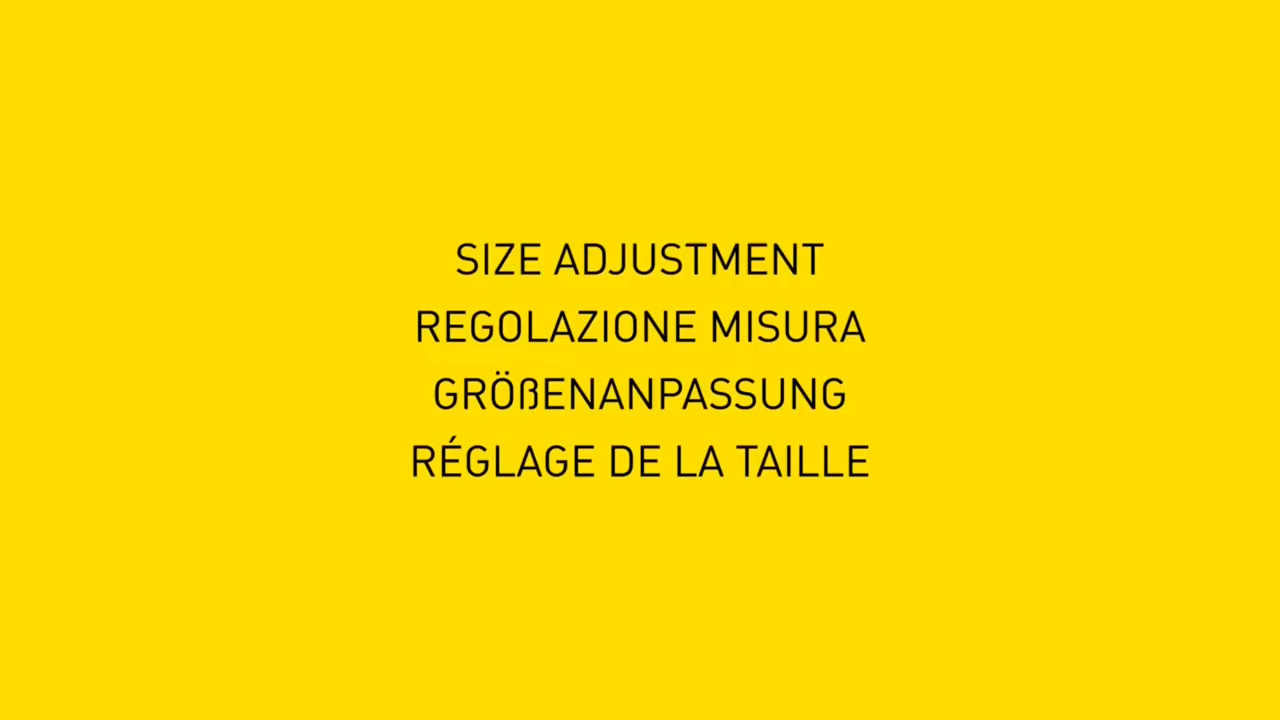 SIZE ADJUSTMENT
REGOLAZIONE MISURA
GRÖßENANPASSUNG
RÉGLAGE DE LA TAILLE